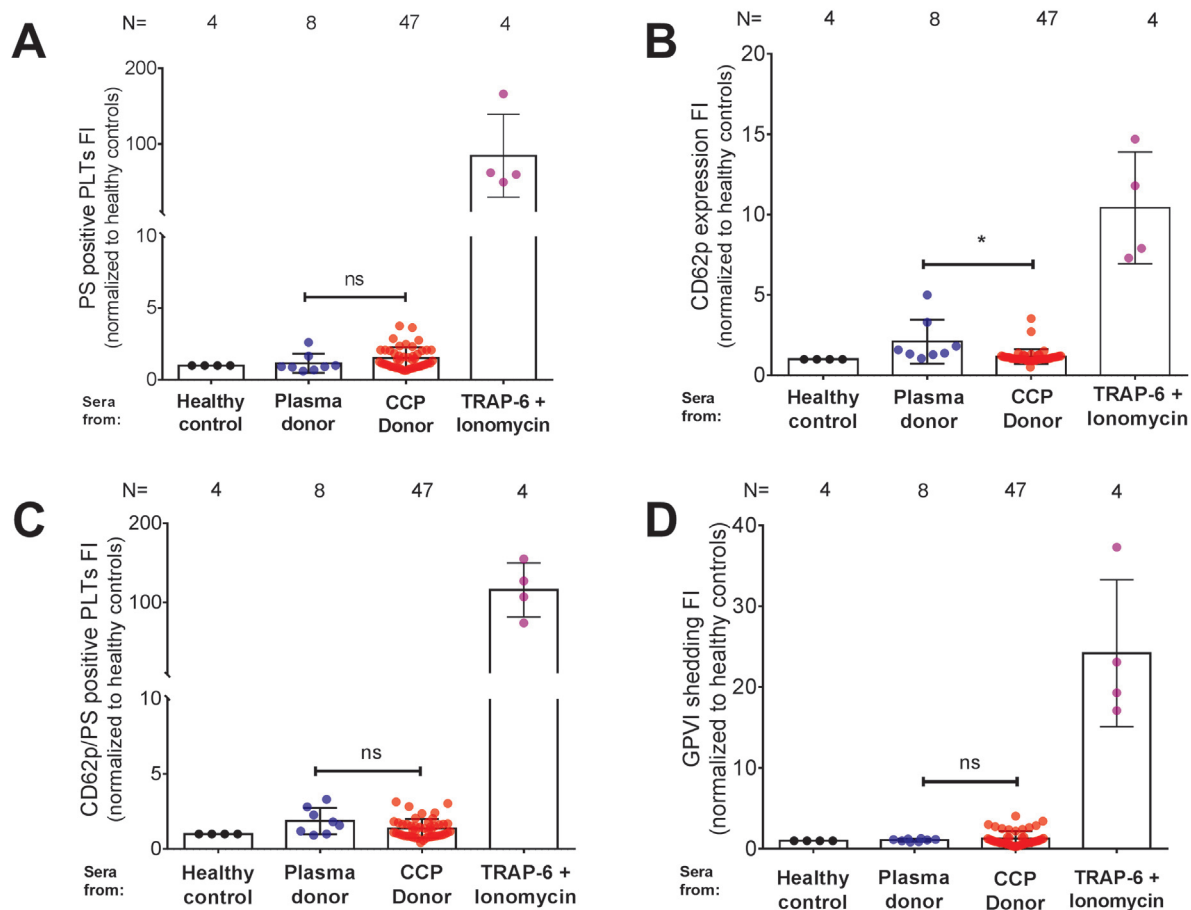 A
N= 4 8 47 4
PS positive PLTs FI
(normalized to healthy controls)
200
100
10
5
0
ns
Sera
from:
Healthy
control
Plasma
donor
CCP
Donor
TRAP-6 +
Ionomycin
B
N= 4 8 47 4
CD62p expression FI
(normalized to healthy controls)
20
15
10
5
0
*
Sera
from:
Healthy
control
Plasma
donor
CCP
Donor
TRAP-6 +
Ionomycin
C
N= 4 8 47 4
CD62p/PS positive PLTs FI
(normalized to healthy controls)
200
100
10
5
0
ns
Sera
from:
Healthy
control
Plasma
donor
CCP
Donor
TRAP-6 +
Ionomycin
D
N= 4 8 47 4
GPVI shedding FI
(normalized to healthy controls)
40
30
20
10
0
ns
Sera
from:
Healthy
control
Plasma
donor
CCP
Donor
TRAP-6 +
Ionomycin